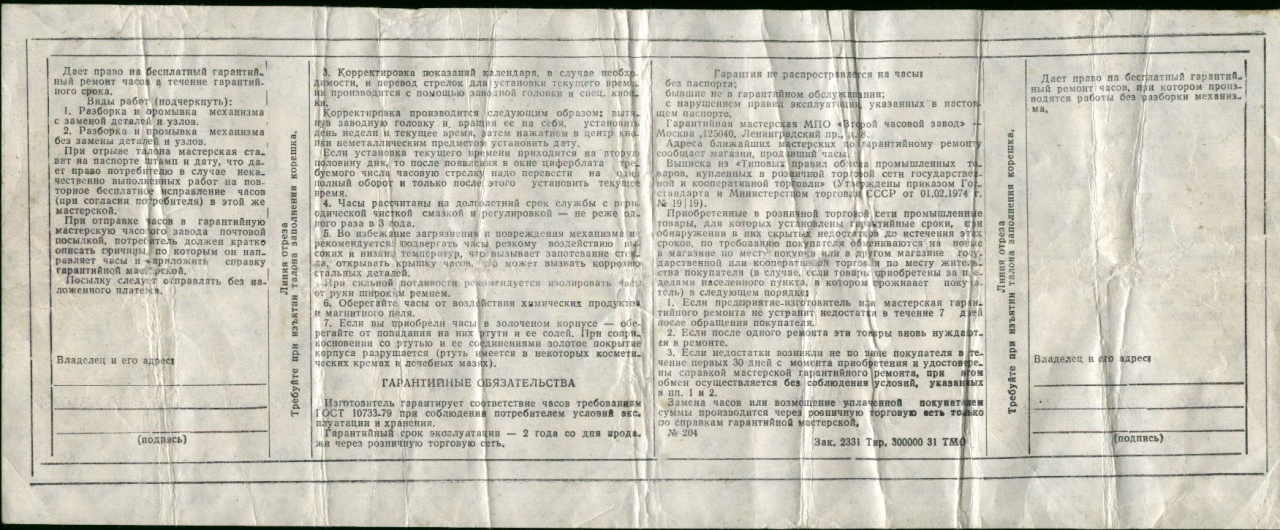 Дает право на бесплатный гарантий-
ный ремонт часов в течение гарантий-
ного срока.
Виды работ (подчеркнуть):
1. Разборка и промывка механизма
с заменой деталей и узлов.
2. Разборка и промывка механизма
без замены деталей и узлов.
При отрыве талона мастерская ста-
вит на паспорте штамп и дату, что да-
ет право потребителю в случае нека-
чественно выполненных работ на пов-
торное бесплатное исправление часов
(при согласии потребителя) в этой же
мастерской.
При отправке часов в гарантийную
мастерскую часового завода почтовой
посылкой, потребитель должен кратко
описать причины, по которым он нап-
равляет часы и приложить справку
гарантийной мастерской.
Посылку следует отправлять без на-
ложенного платежа.
Владелец и его адрес:
(подпись)
Линия отреза
Требуйте при изъятии талона заполнения корешка.
3. Корректировка показаний календаря, в случае необхо-
димости, и перевод стрелок для установки текущего време-
ни производится с помощью заводной головки и спец. кноп-
ки.
Корректировка производится следующим образом: вытя-
нув заводную головку и вращая ее на себя, установить
день недели и текущее время, затем нажатием в центр кноп-
ки неметаллическим предметом установить дату.
Если установка текущего времени приходится на вторую
половину дня, то после появления в окне циферблата тре-
буемого числа часовую стрелку надо перевести на один
полный оборот и только после этого установить текущее
время.
4. Часы рассчитаны на долголетний срок службы с пери-
одической чисткой смазкой и регулировкой — не реже од-
ного раза в 3 года.
5. Во избежание загрязнения и повреждения механизма не
рекомендуется: подвергать часы резкому воздействию вы-
соких и низких температур, что вызывает запотевание стек-
ла, открывать крышку часов, что может вызвать коррозию
стальных деталей.
При сильной потливости рекомендуется изолировать часы
от руки широким ремнем.
6. Оберегайте часы от воздействия химических продуктов
и магнитного поля.
7. Если вы приобрели часы в золоченом корпусе — обе-
регайте от попадания на них ртути и ее солей. При сопри-
косновении со ртутью и ее соединениями золотое покрытие
корпуса разрушается (ртуть имеется в некоторых космети-
ческих кремах и лечебных мазях).
ГАРАНТИЙНЫЕ ОБЯЗАТЕЛЬСТВА
Изготовитель гарантирует соответствие часов требованиям
ГОСТ 10733-79 при соблюдении потребителем условий экс-
плуатации и хранения.
Гарантийный срок эксплуатации — 2 года со дня прода-
жи через розничную торговую сеть.
Гарантия не распространяется на часы:
без паспорта;
бывшие не в гарантийном обслуживании;
с нарушением правил эксплуатации, указанных в настоя-
щем паспорте.
Гарантийная мастерская МПО «Второй часовой завод» —
Москва, 125040, Ленинградский пр., д. 8.
Адреса ближайших мастерских по гарантийному ремонту
сообщает магазин, продавший часы.
Выписка из «Типовых правил обмена промышленных то-
варов, купленных в розничной торговой сети государствен-
ной и кооперативной торговли» (Утверждены приказом Гос-
стандарта и Министерством торговли СССР от 01.02.1974 г.
№ 19|19).
Приобретенные в розничной торговой сети промышленные
товары, для которых установлены гарантийные сроки, при
обнаружении в них скрытых недостатков до истечения этих
сроков, по требованию покупателя обмениваются на новые
в магазине по месту покупки или в другом магазине госу-
дарственной или кооперативной торговли по месту житель-
ства покупателя (в случае, если товары приобретены за пре-
делами населенного пункта, в котором проживает покупа-
тель) в следующем порядке:
1. Если предприятие-изготовитель или мастерская гаран-
тийного ремонта не устранит недостатки в течение 7 дней
после обращения покупателя.
2. Если после одного ремонта эти товары вновь нуждают-
ся в ремонте.
3. Если недостатки возникли не по вине покупателя в те-
чение первых 30 дней с момента приобретения и удостовере-
ны справкой мастерской гарантийного ремонта, при этом
обмен осуществляется без соблюдения условий, указанных
в пп. 1 и 2.
Замена часов или возмещение уплаченной покупателем
суммы производится через розничную торговую сеть только
по справкам гарантийной мастерской.
№ 204
Зак. 2331 Тир. 300000 31 ТМО
Линия отреза
Требуйте при изъятии талона заполнения корешка.
Дает право на бесплатный гарантий-
ный ремонт часов, при котором произ-
водятся работы без разборки механиз-
ма.
Владелец и его адрес:
(подпись)